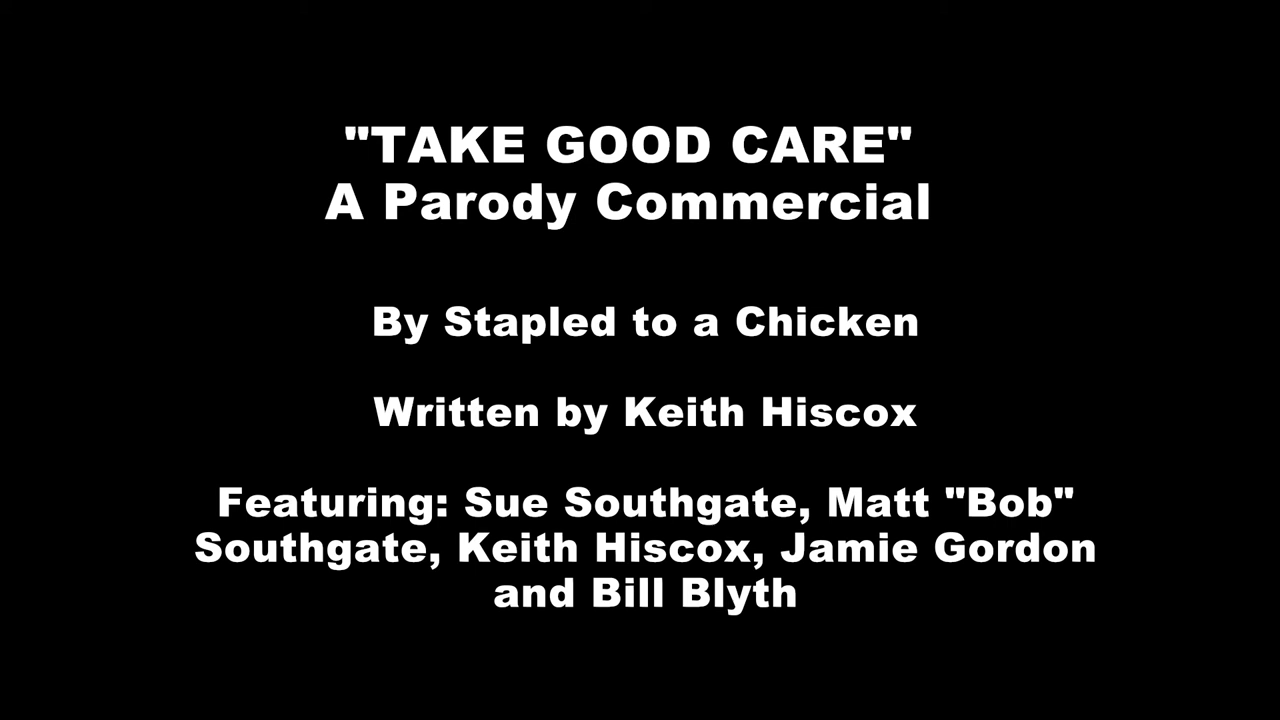 "TAKE GOOD CARE"
A Parody Commercial
By Stapled to a Chicken
Written by Keith Hiscox
Featuring: Sue Southgate, Matt "Bob"
Southgate, Keith Hiscox, Jamie Gordon
and Bill Blyth